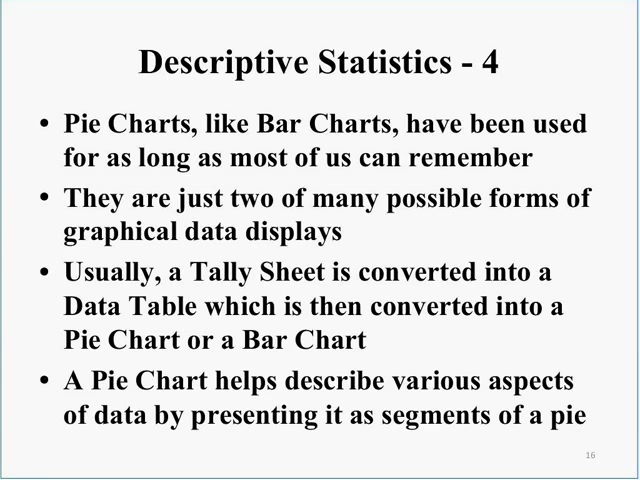 Descriptive Statistics - 4
• Pie Charts, like Bar Charts, have been used
for as long as most of us can remember
• They are just two of many possible forms of
graphical data displays
• Usually, a Tally Sheet is converted into a
Data Table which is then converted into a
Pie Chart or a Bar Chart
• A Pie Chart helps describe various aspects
of data by presenting it as segments of a pie
16